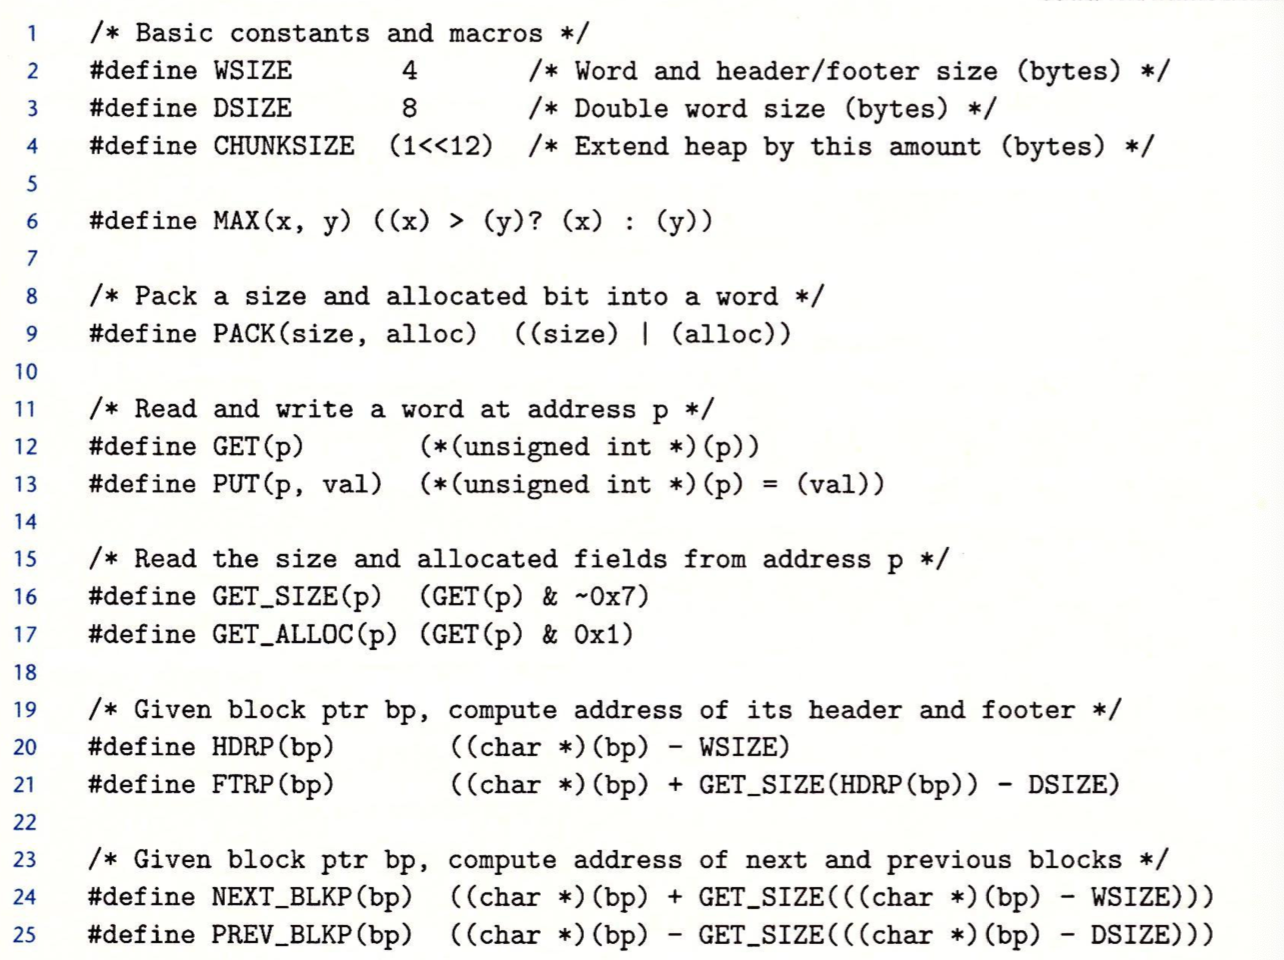 1 /* Basic constants and macros */
2 #define WSIZE 4 /* Word and header/footer size (bytes) */
3 #define DSIZE 8 /* Double word size (bytes) */
4 #define CHUNKSIZE (1<<12) /* Extend heap by this amount (bytes) */
5
6 #define MAX(x, y) ((x) > (y)? (x) : (y))
7
8 /* Pack a size and allocated bit into a word */
9 #define PACK(size, alloc) ((size) | (alloc))
10
11 /* Read and write a word at address p */
12 #define GET(p) (*(unsigned int *)(p))
13 #define PUT(p, val) (*(unsigned int *)(p) = (val))
14
15 /* Read the size and allocated fields from address p */
16 #define GET_SIZE(p) (GET(p) & ~0x7)
17 #define GET_ALLOC(p) (GET(p) & 0x1)
18
19 /* Given block ptr bp, compute address of its header and footer */
20 #define HDRP(bp) ((char *)(bp) - WSIZE)
21 #define FTRP(bp) ((char *)(bp) + GET_SIZE(HDRP(bp)) - DSIZE)
22
23 /* Given block ptr bp, compute address of next and previous blocks */
24 #define NEXT_BLKP(bp) ((char *)(bp) + GET_SIZE(((char *)(bp) - WSIZE)))
25 #define PREV_BLKP(bp) ((char *)(bp) - GET_SIZE(((char *)(bp) - DSIZE)))